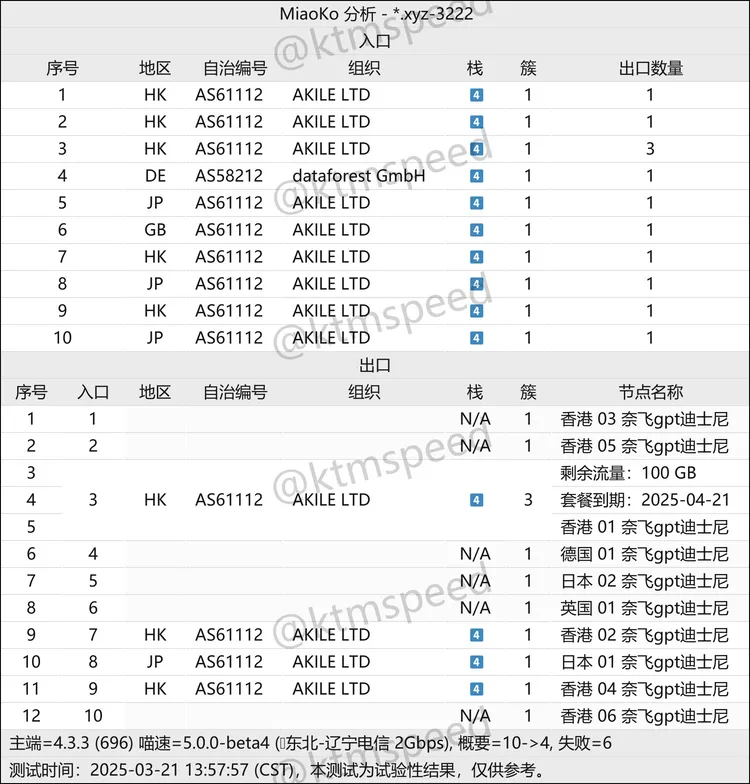 MiaoKo 分析 - *.xyz-3222
入口
序号 地区 自治编号 组织 栈 簇 出口数量
1 HK AS61112 AKILE LTD 4 1 1
2 HK AS61112 AKILE LTD 4 1 1
3 HK AS61112 AKILE LTD 4 1 3
4 DE AS58212 dataforest GmbH 4 1 1
5 JP AS61112 AKILE LTD 4 1 1
6 GB AS61112 AKILE LTD 4 1 1
7 HK AS61112 AKILE LTD 4 1 1
8 JP AS61112 AKILE LTD 4 1 1
9 HK AS61112 AKILE LTD 4 1 1
10 JP AS61112 AKILE LTD 4 1 1
出口
序号 入口 地区 自治编号 组织 栈 簇 节点名称
1 1 N/A 1 香港 03 奈飞gpt迪士尼
2 2 N/A 1 香港 05 奈飞gpt迪士尼
3 剩余流量：100 GB
4 3 HK AS61112 AKILE LTD 4 3 套餐到期：2025-04-21
5 香港 01 奈飞gpt迪士尼
6 4 N/A 1 德国 01 奈飞gpt迪士尼
7 5 N/A 1 日本 02 奈飞gpt迪士尼
8 6 N/A 1 英国 01 奈飞gpt迪士尼
9 7 HK AS61112 AKILE LTD 4 1 香港 02 奈飞gpt迪士尼
10 8 JP AS61112 AKILE LTD 4 1 日本 01 奈飞gpt迪士尼
11 9 HK AS61112 AKILE LTD 4 1 香港 04 奈飞gpt迪士尼
12 10 N/A 1 香港 06 奈飞gpt迪士尼
主端=4.3.3 (696) 喵速=5.0.0-beta4 (东北-辽宁电信 2Gbps), 概要=10->4, 失败=6
测试时间：2025-03-21 13:57:57 (CST)，本测试为试验性结果，仅供参考。
@ktmspeed
@ktmspeed
@ktmspeed
@ktmspeed
@ktmspeed
@ktmspeed